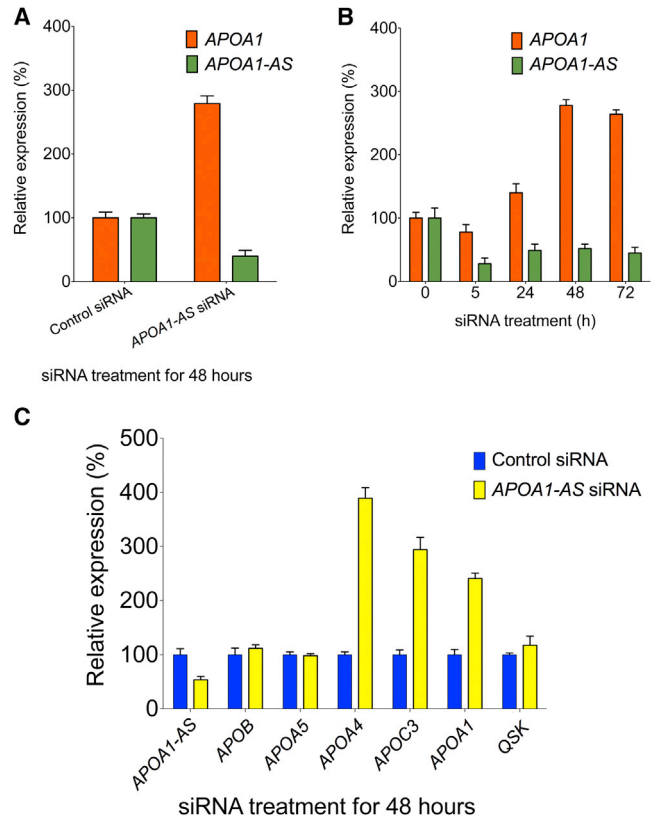 A
400
300
200
100
0
Relative expression (%)
APOA1
APOA1-AS
Control siRNA
APOA1-AS siRNA
siRNA treatment for 48 hours
B
400
300
200
100
0
Relative expression (%)
APOA1
APOA1-AS
0 5 24 48 72
siRNA treatment (h)
C
500
400
300
200
100
0
Relative expression (%)
Control siRNA
APOA1-AS siRNA
APOA1-AS
APOB
APOA5
APOA4
APOC3
APOA1
QSK
siRNA treatment for 48 hours